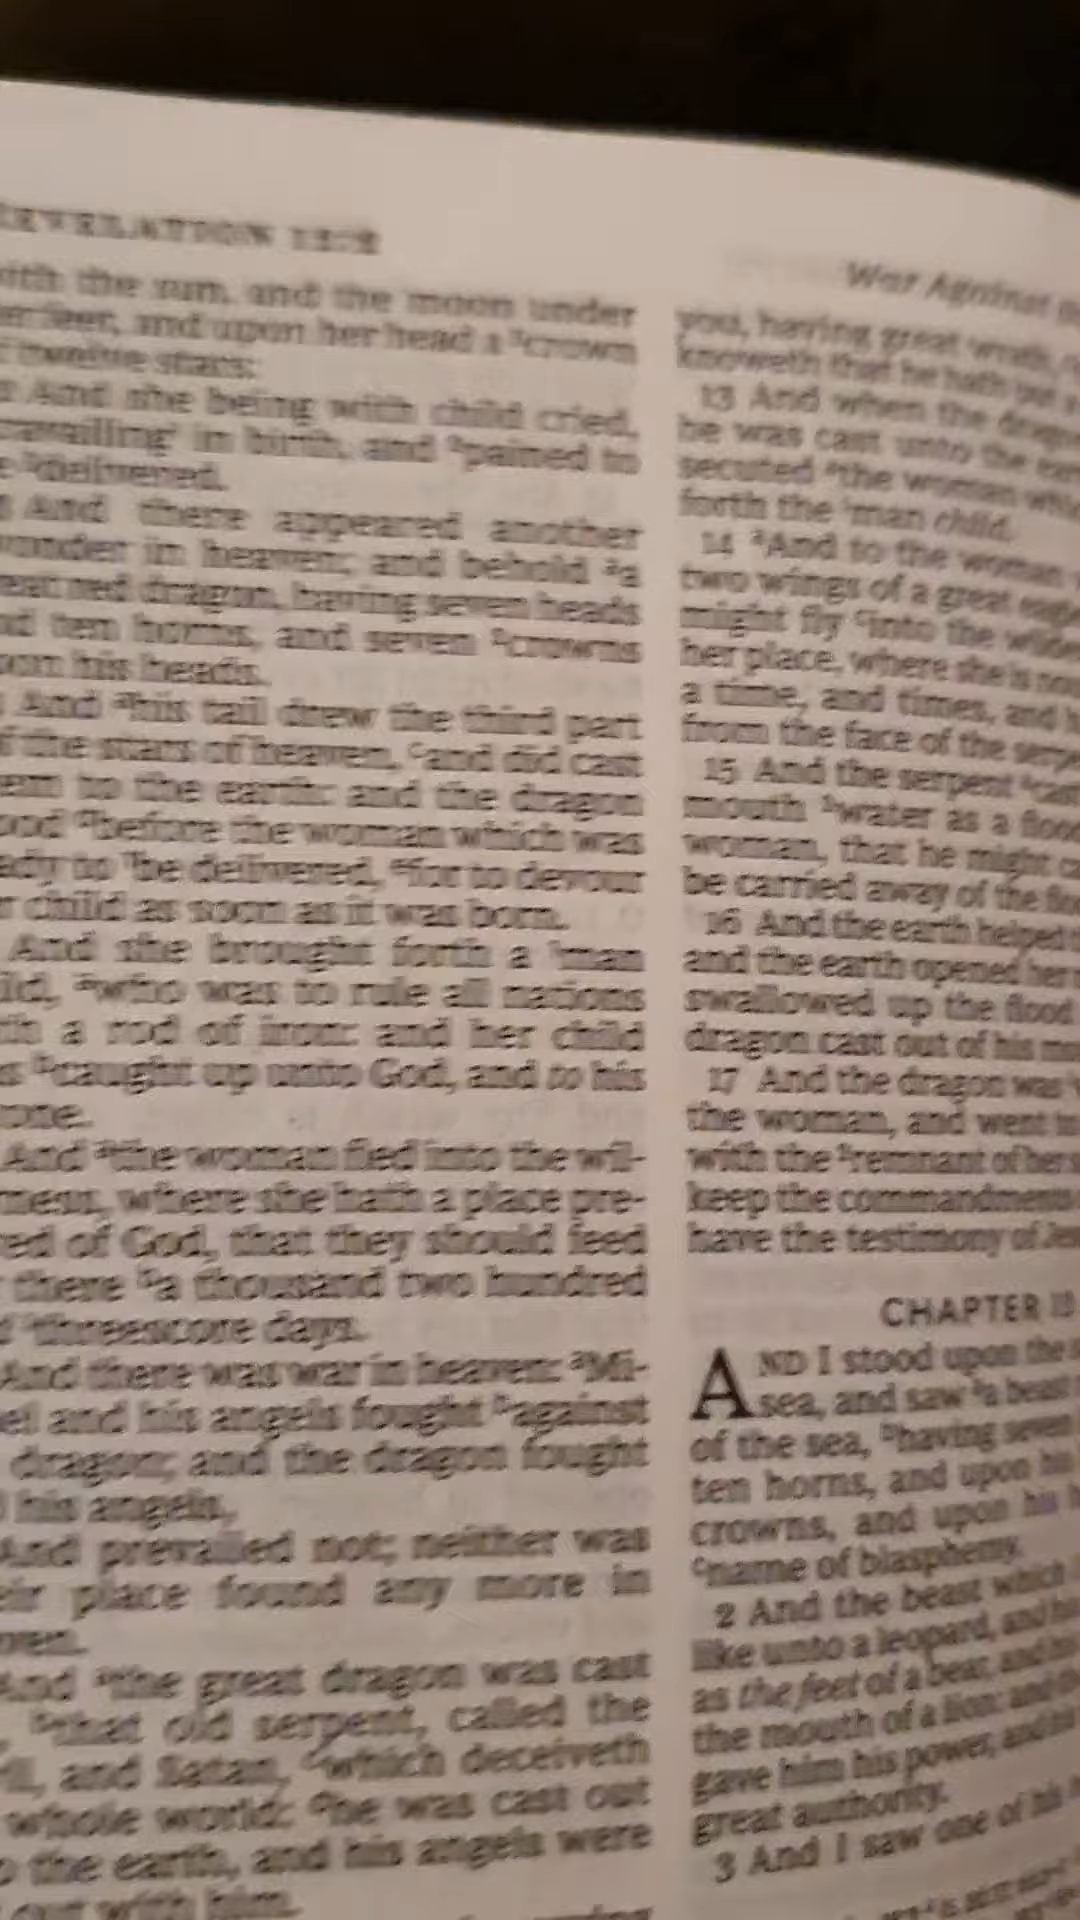 REVELATION 12:2
with the sun, and the moon under
her feet, and upon her head a crown
of twelve stars:
And she being with child cried,
travailing in birth, and pained to
be delivered.
And there appeared another
wonder in heaven; and behold a
great red dragon, having seven heads
and ten horns, and seven crowns
upon his heads.
And his tail drew the third part
of the stars of heaven, and did cast
them to the earth: and the dragon
stood before the woman which was
ready to be delivered, for to devour
her child as soon as it was born.
And she brought forth a man
child, who was to rule all nations
with a rod of iron: and her child
was caught up unto God, and to his
throne.
And the woman fled into the wil-
derness, where she hath a place pre-
pared of God, that they should feed
there a thousand two hundred
threescore days.
And there was war in heaven: Mi-
and his angels fought against
dragon; and the dragon fought
his angels,
And prevailed not; neither was
their place found any more in
heaven.
And the great dragon was cast
that old serpent, called the
and Satan, which deceiveth
whole world: he was cast out
the earth, and his angels were
cast out with him.
War Against
you, having great wrath,
knoweth that he hath but a
13 And when the dragon
he was cast unto the earth
secuted the woman which
forth the man child.
14 And to the woman
two wings of a great eagle
might fly into the wilder
her place, where she is nou
a time, and times, and h
from the face of the serpe
15 And the serpent cast
mouth water as a flood
woman, that he might ca
be carried away of the floo
16 And the earth helped
and the earth opened her
swallowed up the flood
dragon cast out of his mou
17 And the dragon was
the woman, and went to
with the remnant of her
keep the commandments
have the testimony of Jes
CHAPTER 13
AND I stood upon the
sea, and saw a beast
of the sea, having seven
ten horns, and upon his
crowns, and upon his h
name of blasphemy.
2 And the beast which
like unto a leopard, and his
as the feet of a bear, and his
the mouth of a lion: and the
gave him his power, and his
great authority.
3 And I saw one of his